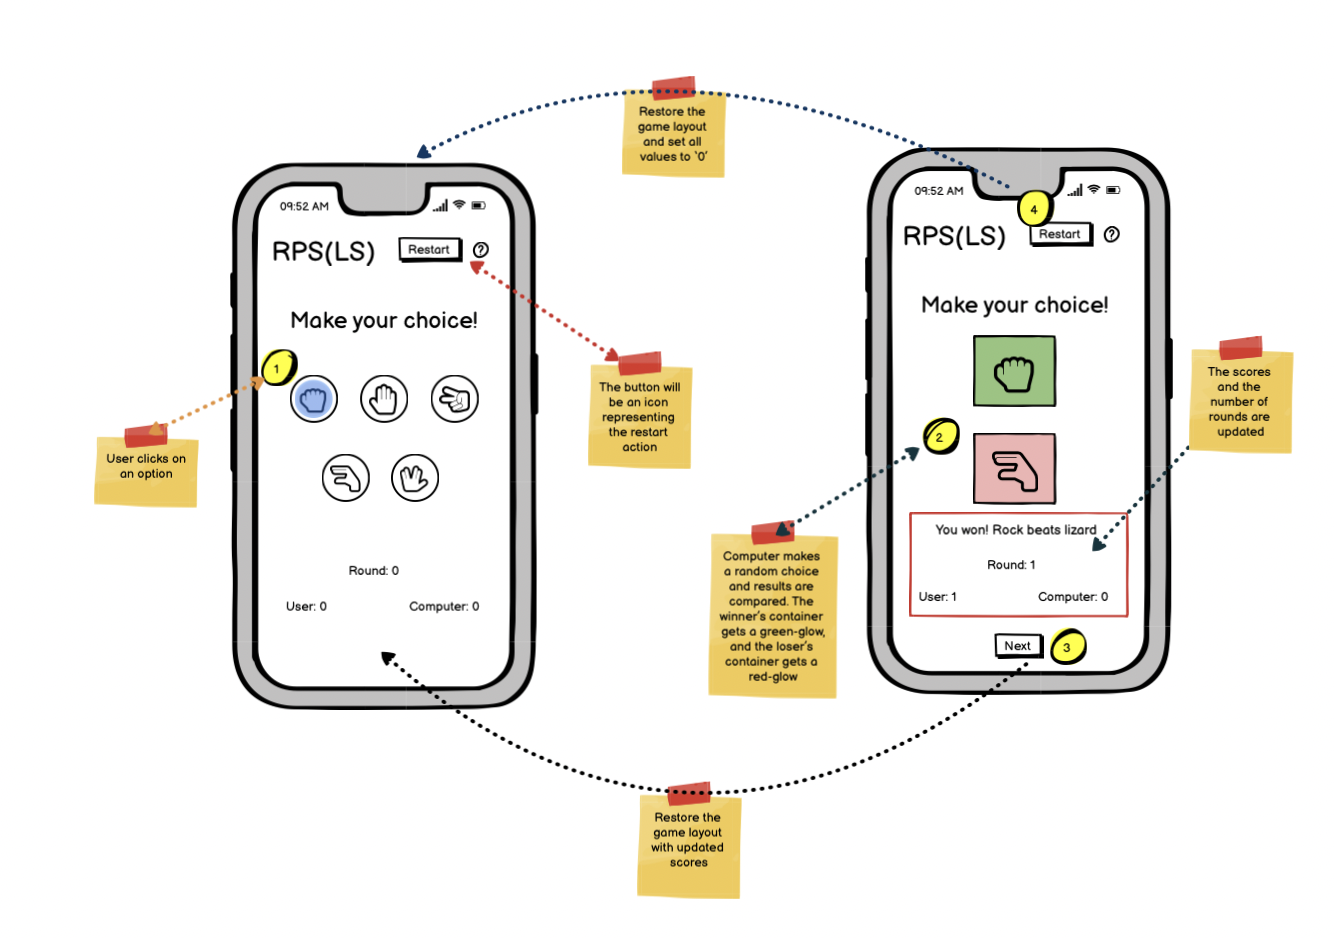 Restore the
game layout
and set all
values to '0'
09:52 AM
RPS(LS)
Restart
?
Make your choice!
1
User clicks on
an option
The button will
be an icon
representing
the restart
action
Round: 0
User: 0
Computer: 0
09:52 AM
4
RPS(LS)
Restart
?
Make your choice!
2
Computer makes
a random choice
and results are
compared. The
winner's container
gets a green-glow,
and the loser's
container gets a
red-glow
The scores
and the
number of
rounds are
updated
You won! Rock beats lizard
Round: 1
User: 1
Computer: 0
Next
3
Restore the
game layout
with updated
scores